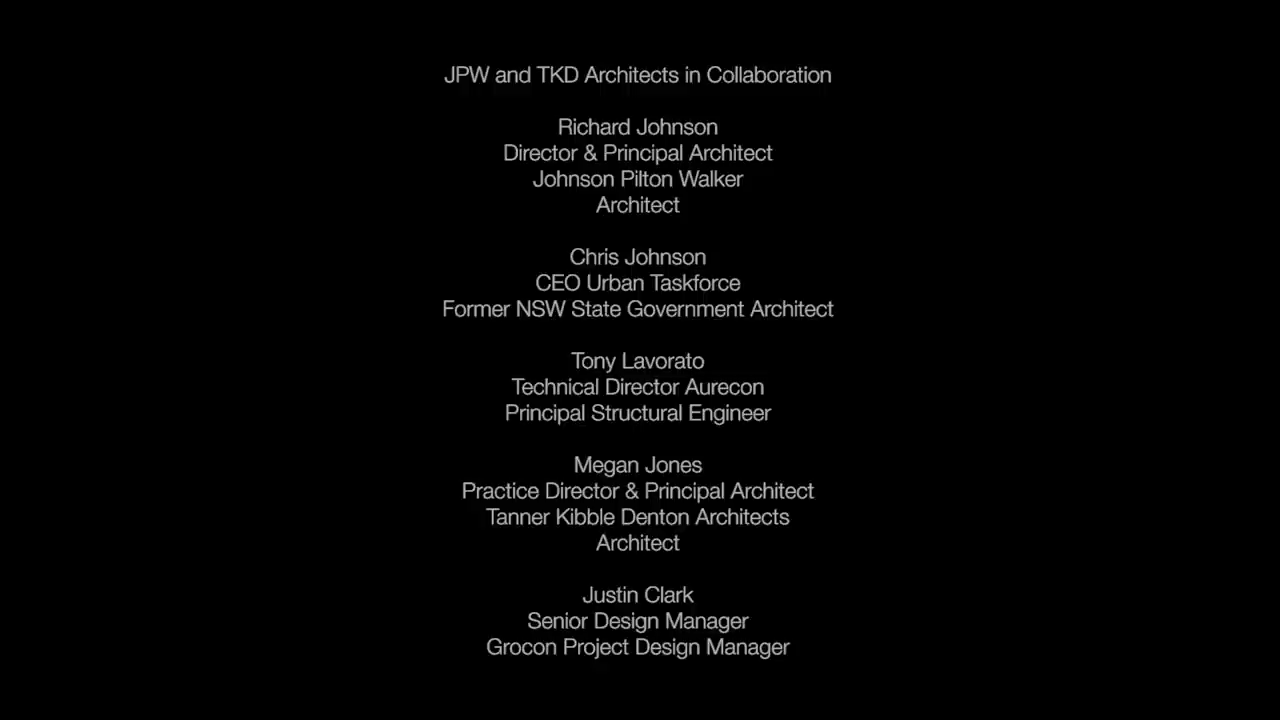 JPW and TKD Architects in Collaboration
Richard Johnson
Director & Principal Architect
Johnson Pilton Walker
Architect
Chris Johnson
CEO Urban Taskforce
Former NSW State Government Architect
Tony Lavorato
Technical Director Aurecon
Principal Structural Engineer
Megan Jones
Practice Director & Principal Architect
Tanner Kibble Denton Architects
Architect
Justin Clark
Senior Design Manager
Grocon Project Design Manager